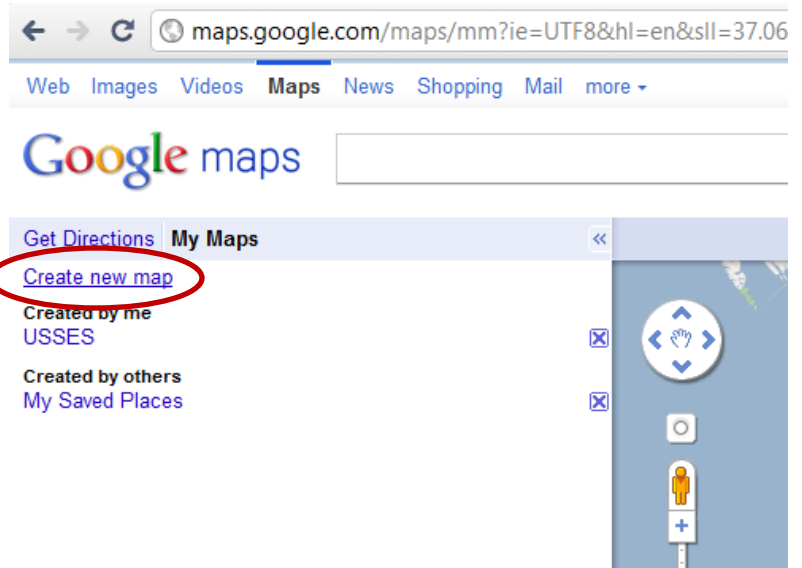 maps.google.com/maps/mm?ie=UTF8&hl=en&sll=37.06
Web Images Videos Maps News Shopping Mail more
Google maps
Get Directions My Maps «
Create new map
Created by me
USSES
Created by others
My Saved Places
+